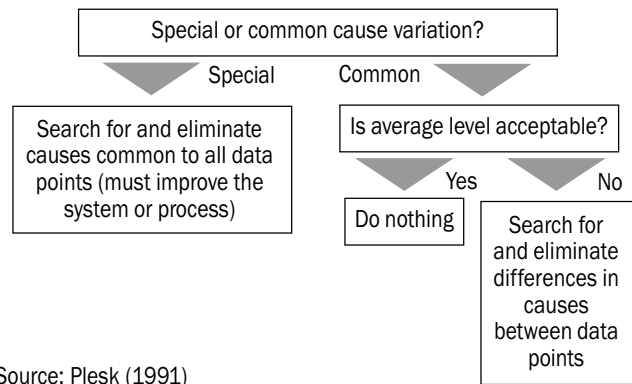 Special or common cause variation?
Special
Common
Search for and eliminate
causes common to all data
points (must improve the
system or process)
Is average level acceptable?
Yes
No
Do nothing
Search for
and eliminate
differences in
causes
between data
points
Source: Plesk (1991)